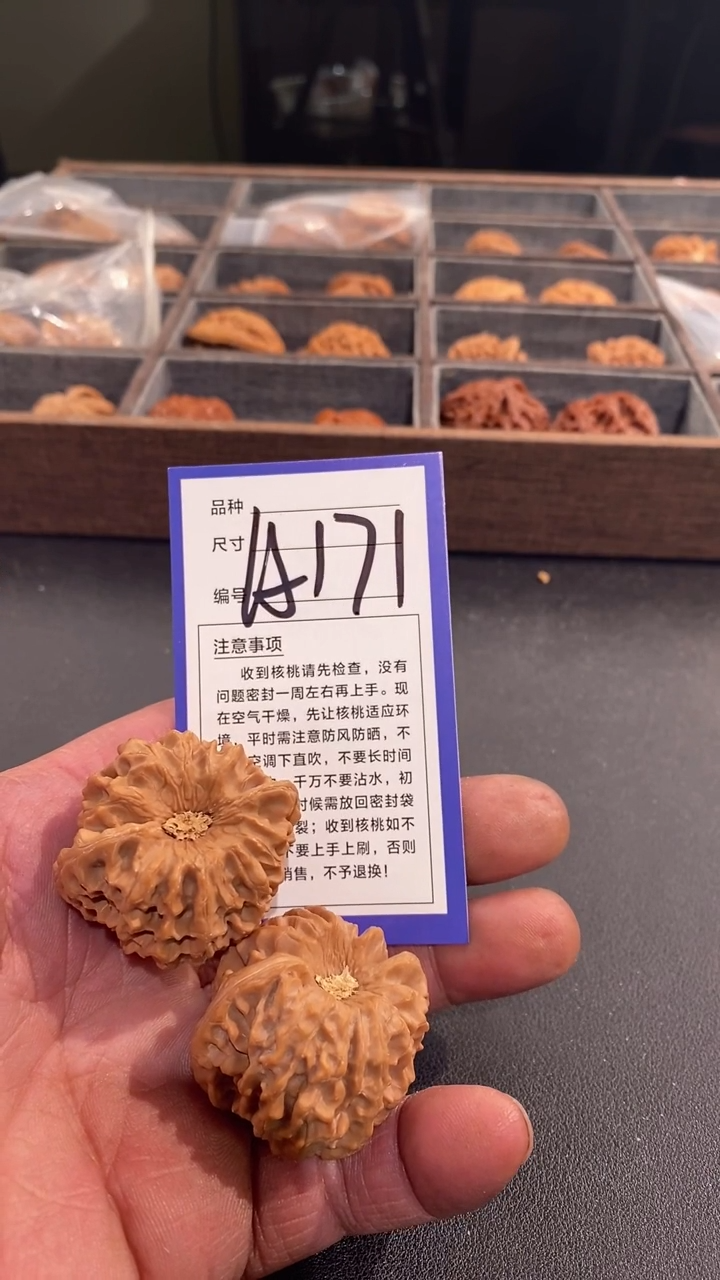 品种
尺寸
编号
A171
注意事项
收到核桃请先检查，没有
问题密封一周左右再上手。现
在空气干燥，先让核桃适应环
境，平时需注意防风防晒，不
空调下直吹，不要长时间
千万不要沾水，初
时候需放回密封袋
裂；收到核桃如不
不要上手上刷，否则
销售，不予退换！